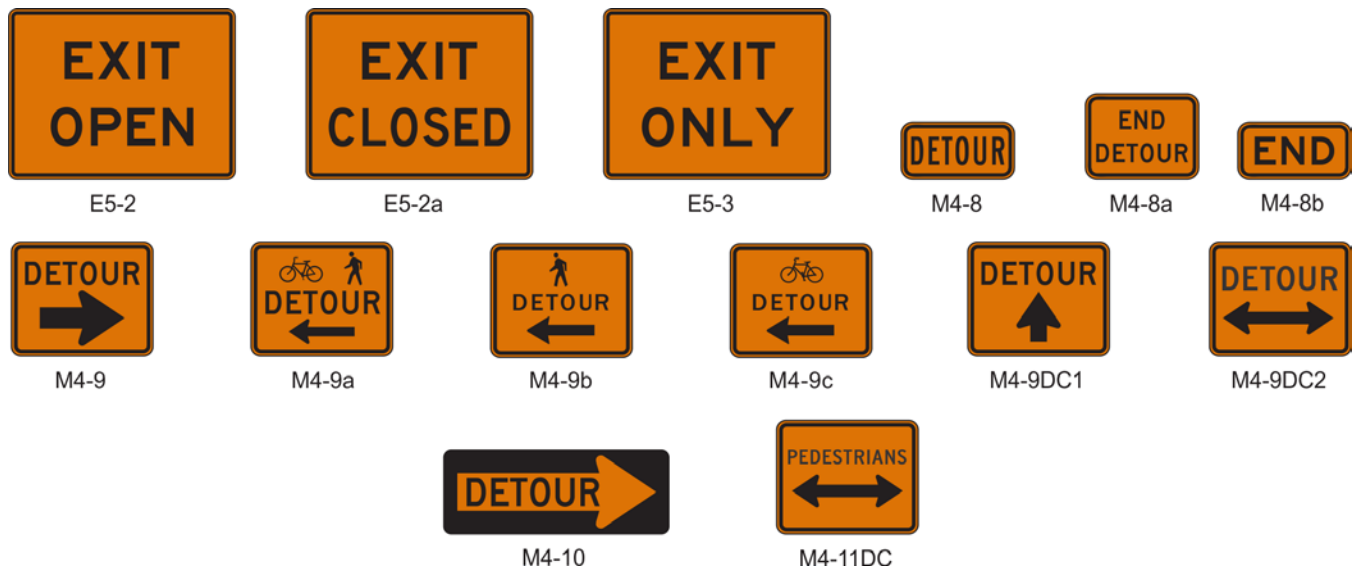 EXIT
OPEN
EXIT
CLOSED
EXIT
ONLY
DETOUR
END
DETOUR
END
E5-2
E5-2a
E5-3
M4-8
M4-8a
M4-8b
DETOUR
DETOUR
DETOUR
DETOUR
DETOUR
DETOUR
M4-9
M4-9a
M4-9b
M4-9c
M4-9DC1
M4-9DC2
DETOUR
PEDESTRIANS
M4-10
M4-11DC